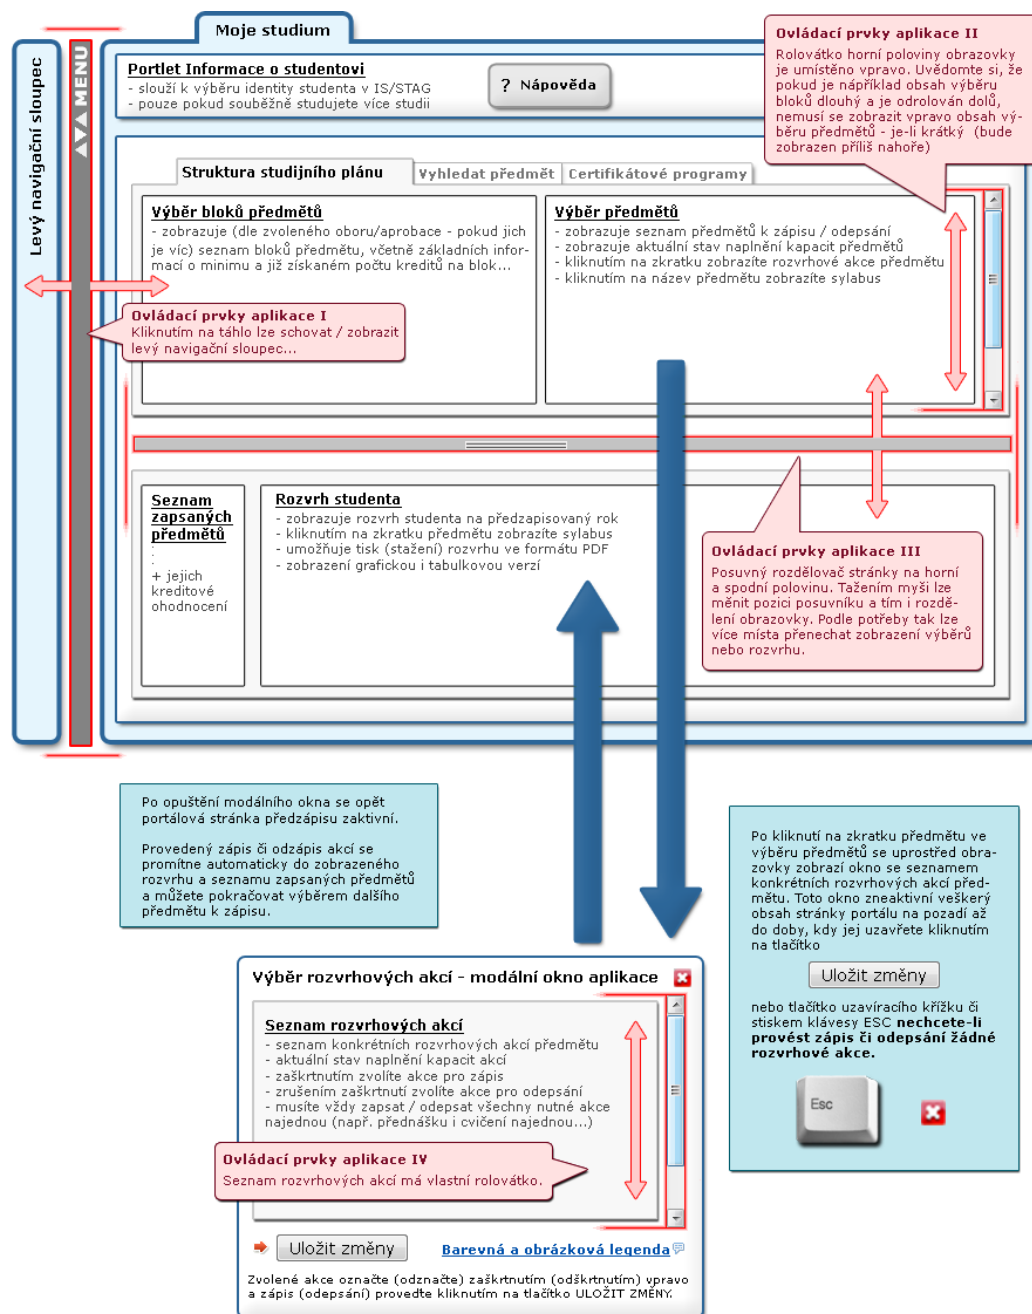 Levý navigační sloupec
MENU
Moje studium
Portlet Informace o studentovi
- slouží k výběru identity studenta v IS/STAG
- pouze pokud souběžně studujete více studii
? Nápověda
Ovládací prvky aplikace II
Rolovátko horní poloviny obrazovky
je umístěno vpravo. Uvědomte si, že
pokud je nápříklad obsah výběru
bloků dlouhý a je odrolován dolů,
nemusí se zobrazit vpravo obsah vý-
běru předmětů - je-li krátký (bude
zobrazen příliš nahoře)
Struktura studijního plánu
Vyhledat předmět
Certifikátové programy
Výběr bloků předmětů
- zobrazuje (dle zvoleného oboru/aprobace - pokud jich
je víc) seznam bloků předmětu, včetně základních infor-
mací o minimu a již získaném počtu kreditů na blok...
Výběr předmětů
- zobrazuje seznam předmětů k zápisu / odepsání
- zobrazuje aktuální stav naplnění kapacit předmětů
- kliknutím na zkratku zobrazíte rozvrhové akce předmětu
- kliknutím na název předmětu zobrazíte sylabus
Ovládací prvky aplikace I
Kliknutím na táhlo lze schovat / zobrazit
levý navigační sloupec...
Seznam
zapsaných
předmětů
:
:
+ jejich
kreditové
ohodnocení
Rozvrh studenta
- zobrazuje rozvrh studenta na předzapisovaný rok
- kliknutím na zkratku předmětu zobrazíte sylabus
- umožňuje tisk (stažení) rozvrhu ve formátu PDF
- zobrazení grafickou i tabulkovou verzí
Ovládací prvky aplikace III
Posuvný rozdělovač stránky na horní
a spodní polovinu. Tažením myši lze
měnit pozici posuvníku a tím i rozdě-
lení obrazovky. Podle potřeby tak lze
více místa přenechat zobrazení výběrů
nebo rozvrhu.
Po opuštění modálního okna se opět
portálová stránka předzápisu zaktivní.
Provedený zápis či odzápis akcí se
promítne automaticky do zobrazeného
rozvrhu a seznamu zapsaných předmětů
a můžete pokračovat výběrem dalšího
předmětu k zápisu.
Po kliknutí na zkratku předmětu ve
výběru předmětů se uprostřed obra-
zovky zobrazí okno se seznamem
konkrétních rozvrhových akcí před-
mětu. Toto okno zneaktivní veškerý
obsah stránky portálu na pozadí až
do doby, kdy jej uzavřete kliknutím
na tlačítko
Uložit změny
nebo tlačítko uzavíracího křížku či
stiskem klávesy ESC nechcete-li
provést zápis či odepsání žádné
rozvrhové akce.
Esc
Výběr rozvrhových akcí - modální okno aplikace
Seznam rozvrhových akcí
- seznam konkrétních rozvrhových akcí předmětu
- aktuální stav naplnění kapacit akcí
- zaškrtnutím zvolíte akce pro zápis
- zrušením zaškrtnutí zvolíte akce pro odepsání
- musíte vždy zapsat / odepsat všechny nutné akce
najednou (např. přednášku i cvičení najednou...)
Ovládací prvky aplikace IV
Seznam rozvrhových akcí má vlastní rolovátko.
Uložit změny
Barevná a obrázková legenda
Zvolené akce označte (odznačte) zaškrtnutím (odškrtnutím) vpravo
a zápis (odepsání) proveďte kliknutím na tlačítko ULOŽIT ZMĚNY.